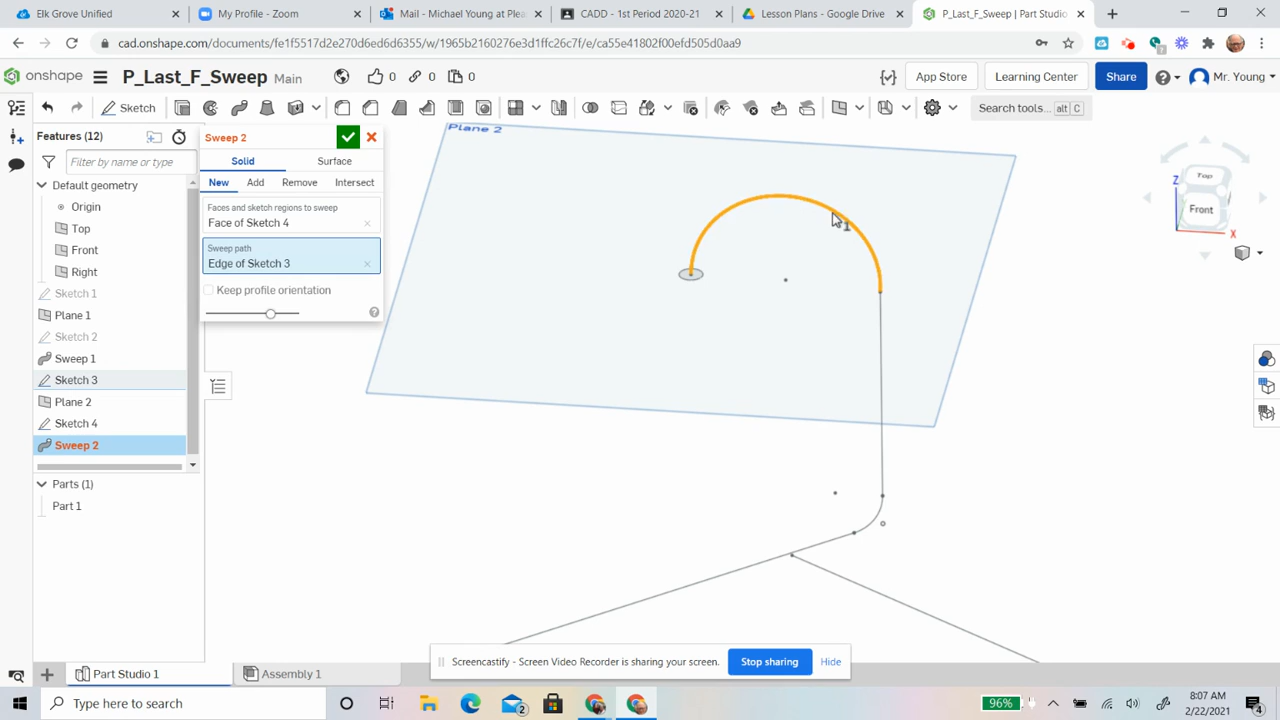 Elk Grove Unified
My Profile - Zoom
Mail - Michael Young at Plea
CADD - 1st Period 2020-21
Lesson Plans - Google Drive
P_Last_F_Sweep | Part Studio
cad.onshape.com/documents/fe1f5517d2e270d6ed6d6355/w/1965b2160276e3d1ffc26c7f/e/ca55e41802f00efd505d0aa9
onshape
P_Last_F_Sweep Main
0
0
0
App Store
Learning Center
Share
Mr. Young
Sketch
Search tools...
alt C
Features (12)
Filter by name or type
Default geometry
Origin
Top
Front
Right
Sketch 1
Plane 1
Sketch 2
Sweep 1
Sketch 3
Plane 2
Sketch 4
Sweep 2
Parts (1)
Part 1
Sweep 2
Solid
Surface
New
Add
Remove
Intersect
Faces and sketch regions to sweep
Face of Sketch 4
Sweep path
Edge of Sketch 3
Keep profile orientation
Plane 2
1
Z
Top
Front
X
Screencastify - Screen Video Recorder is sharing your screen.
Stop sharing
Hide
Part Studio 1
Assembly 1
Type here to search
2
96%
8:07 AM
2/22/2021
4